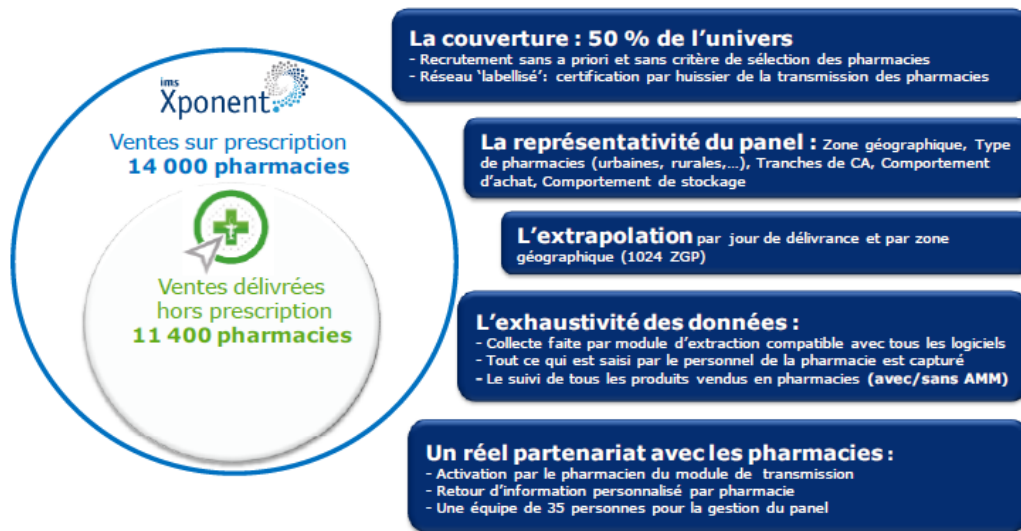 ims
Xponent
Ventes sur prescription
14 000 pharmacies
Ventes délivrées
hors prescription
11 400 pharmacies
La couverture : 50 % de l'univers
- Recrutement sans a priori et sans critère de sélection des pharmacies
- Réseau 'labellisé': certification par huissier de la transmission des pharmacies
La représentativité du panel : Zone géographique, Type
de pharmacies (urbaines, rurales,...), Tranches de CA, Comportement
d'achat, Comportement de stockage
L'extrapolation par jour de délivrance et par zone
géographique (1024 ZGP)
L'exhaustivité des données :
- Collecte faite par module d'extraction compatible avec tous les logiciels
- Tout ce qui est saisi par le personnel de la pharmacie est capturé
- Le suivi de tous les produits vendus en pharmacies (avec/sans AMM)
Un réel partenariat avec les pharmacies :
- Activation par le pharmacien du module de transmission
- Retour d'information personnalisé par pharmacie
- Une équipe de 35 personnes pour la gestion du panel